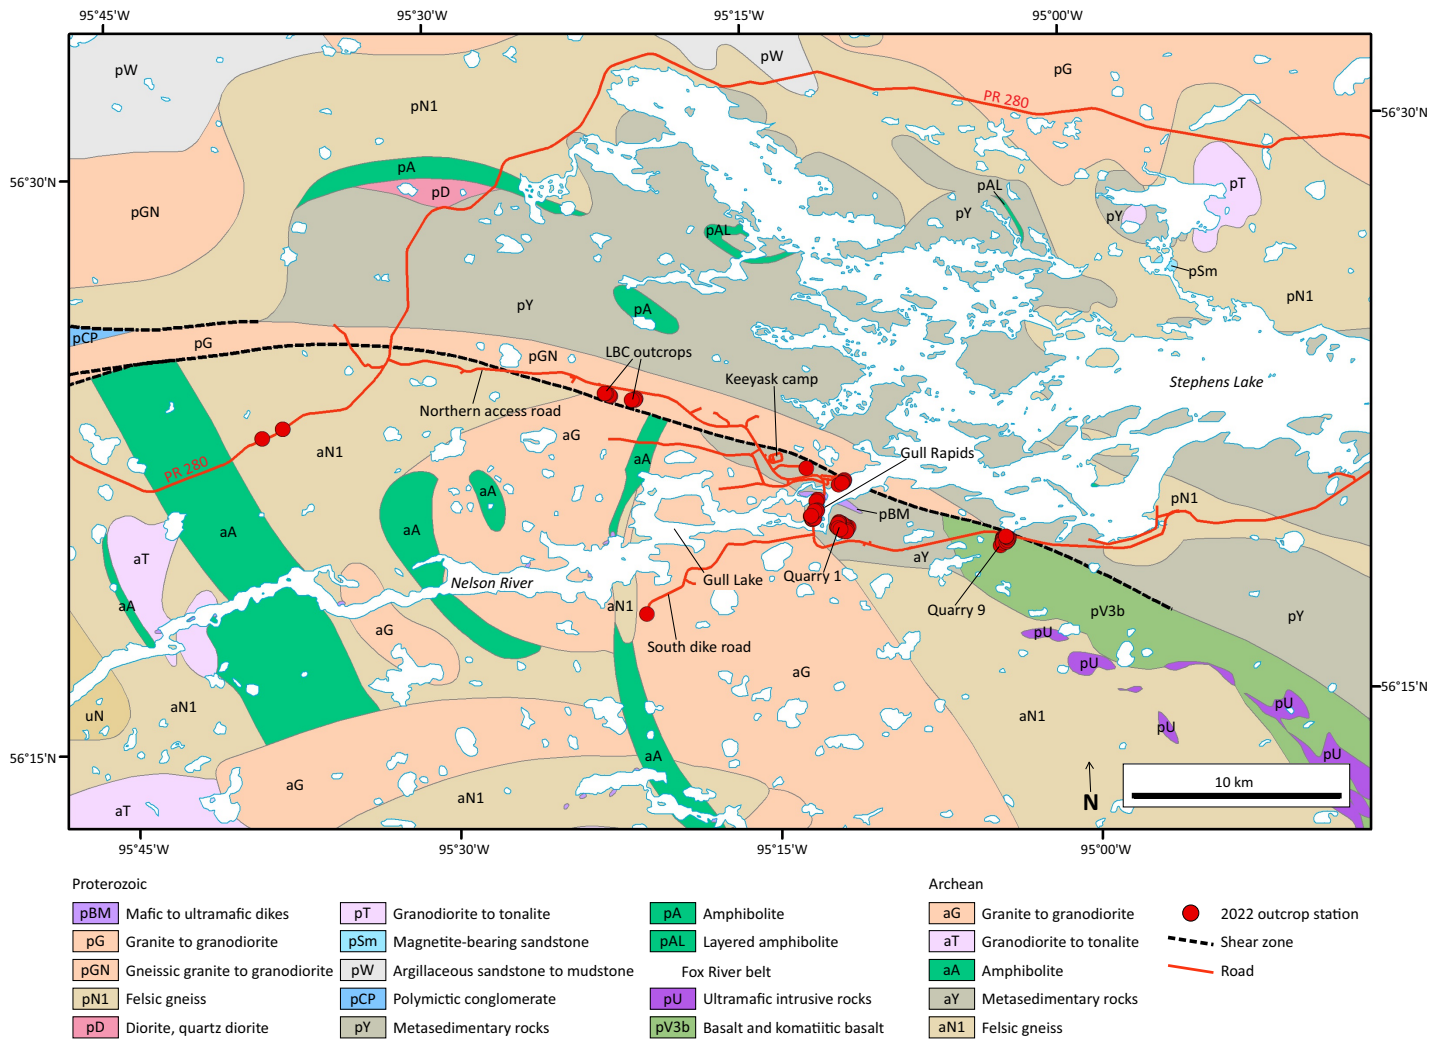 95°45'W 95°30'W 95°15'W 95°00'W
pW
pW
pG
pN1
PR 280
56°30'N
pA
56°30'N
pD
pAL
pT
pGN
pY
pY
pAL
pSm
pN1
pY
pA
pCP
pG
pGN
LBC outcrops
Keeyask camp
Stephens Lake
Northern access road
aG
aN1
Gull Rapids
aA
PR 280
aA
pN1
pBM
aA
aA
aT
aY
Nelson River
Gull Lake
Quarry 1
aA
aN1
Quarry 9
pV3b
pY
aG
South dike road
pU
pU
aG
56°15'N
aN1
uN
aN1
pU
pU
pU
56°15'N
aA
aG
aN1
10 km
aT
N
95°45'W 95°30'W 95°15'W 95°00'W
Proterozoic
pBM Mafic to ultramafic dikes
pG Granite to granodiorite
pGN Gneissic granite to granodiorite
pN1 Felsic gneiss
pD Diorite, quartz diorite
pT Granodiorite to tonalite
pSm Magnetite-bearing sandstone
pW Argillaceous sandstone to mudstone
pCP Polymictic conglomerate
pY Metasedimentary rocks
pA Amphibolite
pAL Layered amphibolite
Fox River belt
pU Ultramafic intrusive rocks
pV3b Basalt and komatiitic basalt
Archean
aG Granite to granodiorite
aT Granodiorite to tonalite
aA Amphibolite
aY Metasedimentary rocks
aN1 Felsic gneiss
2022 outcrop station
Shear zone
Road